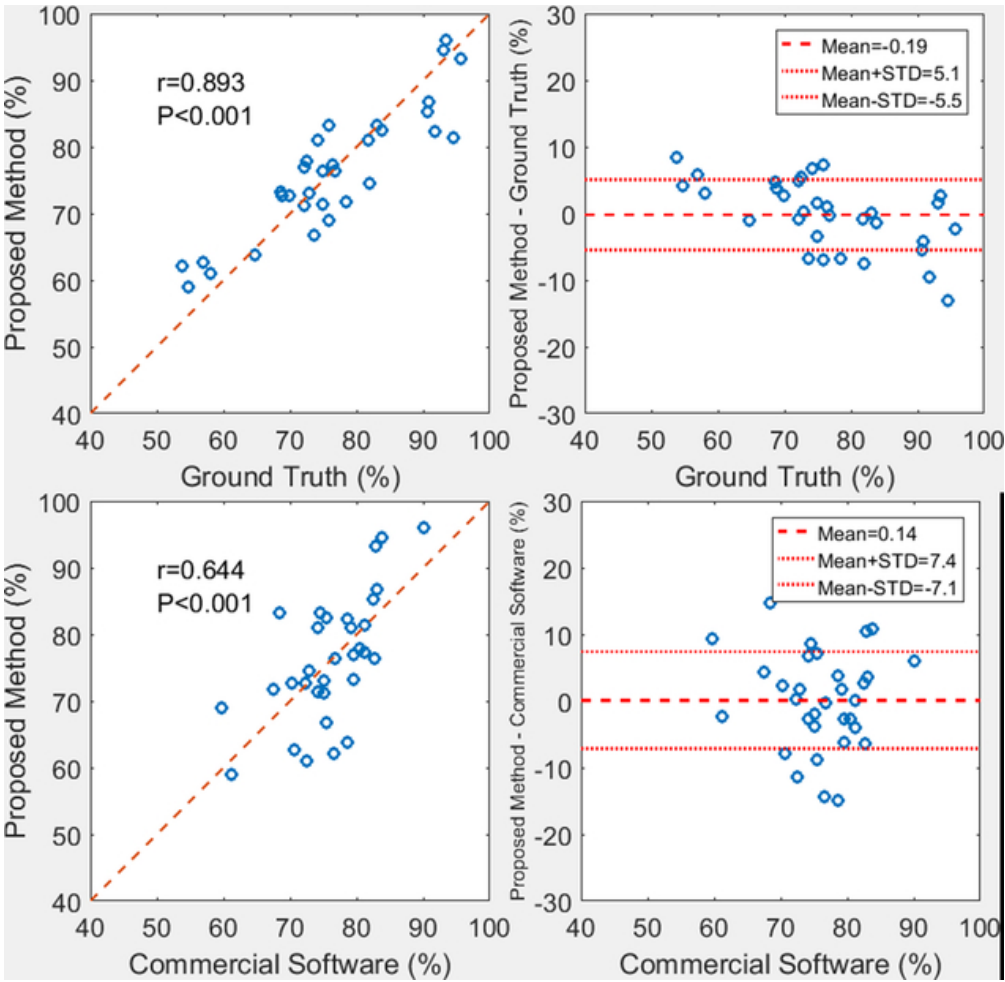 100
90
80
70
60
50
40
Proposed Method (%)
r=0.893
P<0.001
40 50 60 70 80 90 100
Ground Truth (%)
30
20
10
0
-10
-20
-30
Proposed Method - Ground Truth (%)
Mean=-0.19
Mean+STD=5.1
Mean-STD=-5.5
40 50 60 70 80 90 100
Ground Truth (%)
100
90
80
70
60
50
40
Proposed Method (%)
r=0.644
P<0.001
40 50 60 70 80 90 100
Commercial Software (%)
30
20
10
0
-10
-20
-30
Proposed Method - Commercial Software (%)
Mean=0.14
Mean+STD=7.4
Mean-STD=-7.1
40 50 60 70 80 90 100
Commercial Software (%)